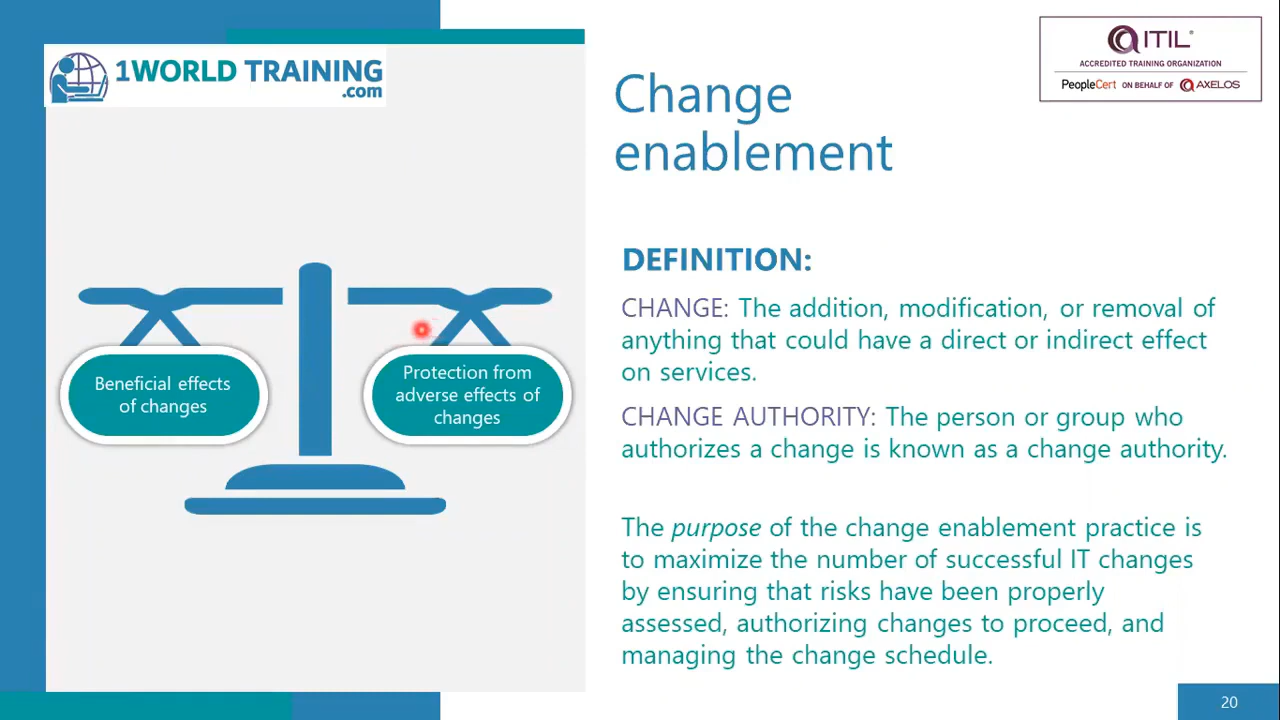 1WORLD TRAINING
.com
ITIL®
ACCREDITED TRAINING ORGANIZATION
PeopleCert ON BEHALF OF AXELOS
Change
enablement
Beneficial effects
of changes
Protection from
adverse effects of
changes
DEFINITION:
CHANGE: The addition, modification, or removal of
anything that could have a direct or indirect effect
on services.
CHANGE AUTHORITY: The person or group who
authorizes a change is known as a change authority.
The purpose of the change enablement practice is
to maximize the number of successful IT changes
by ensuring that risks have been properly
assessed, authorizing changes to proceed, and
managing the change schedule.
20